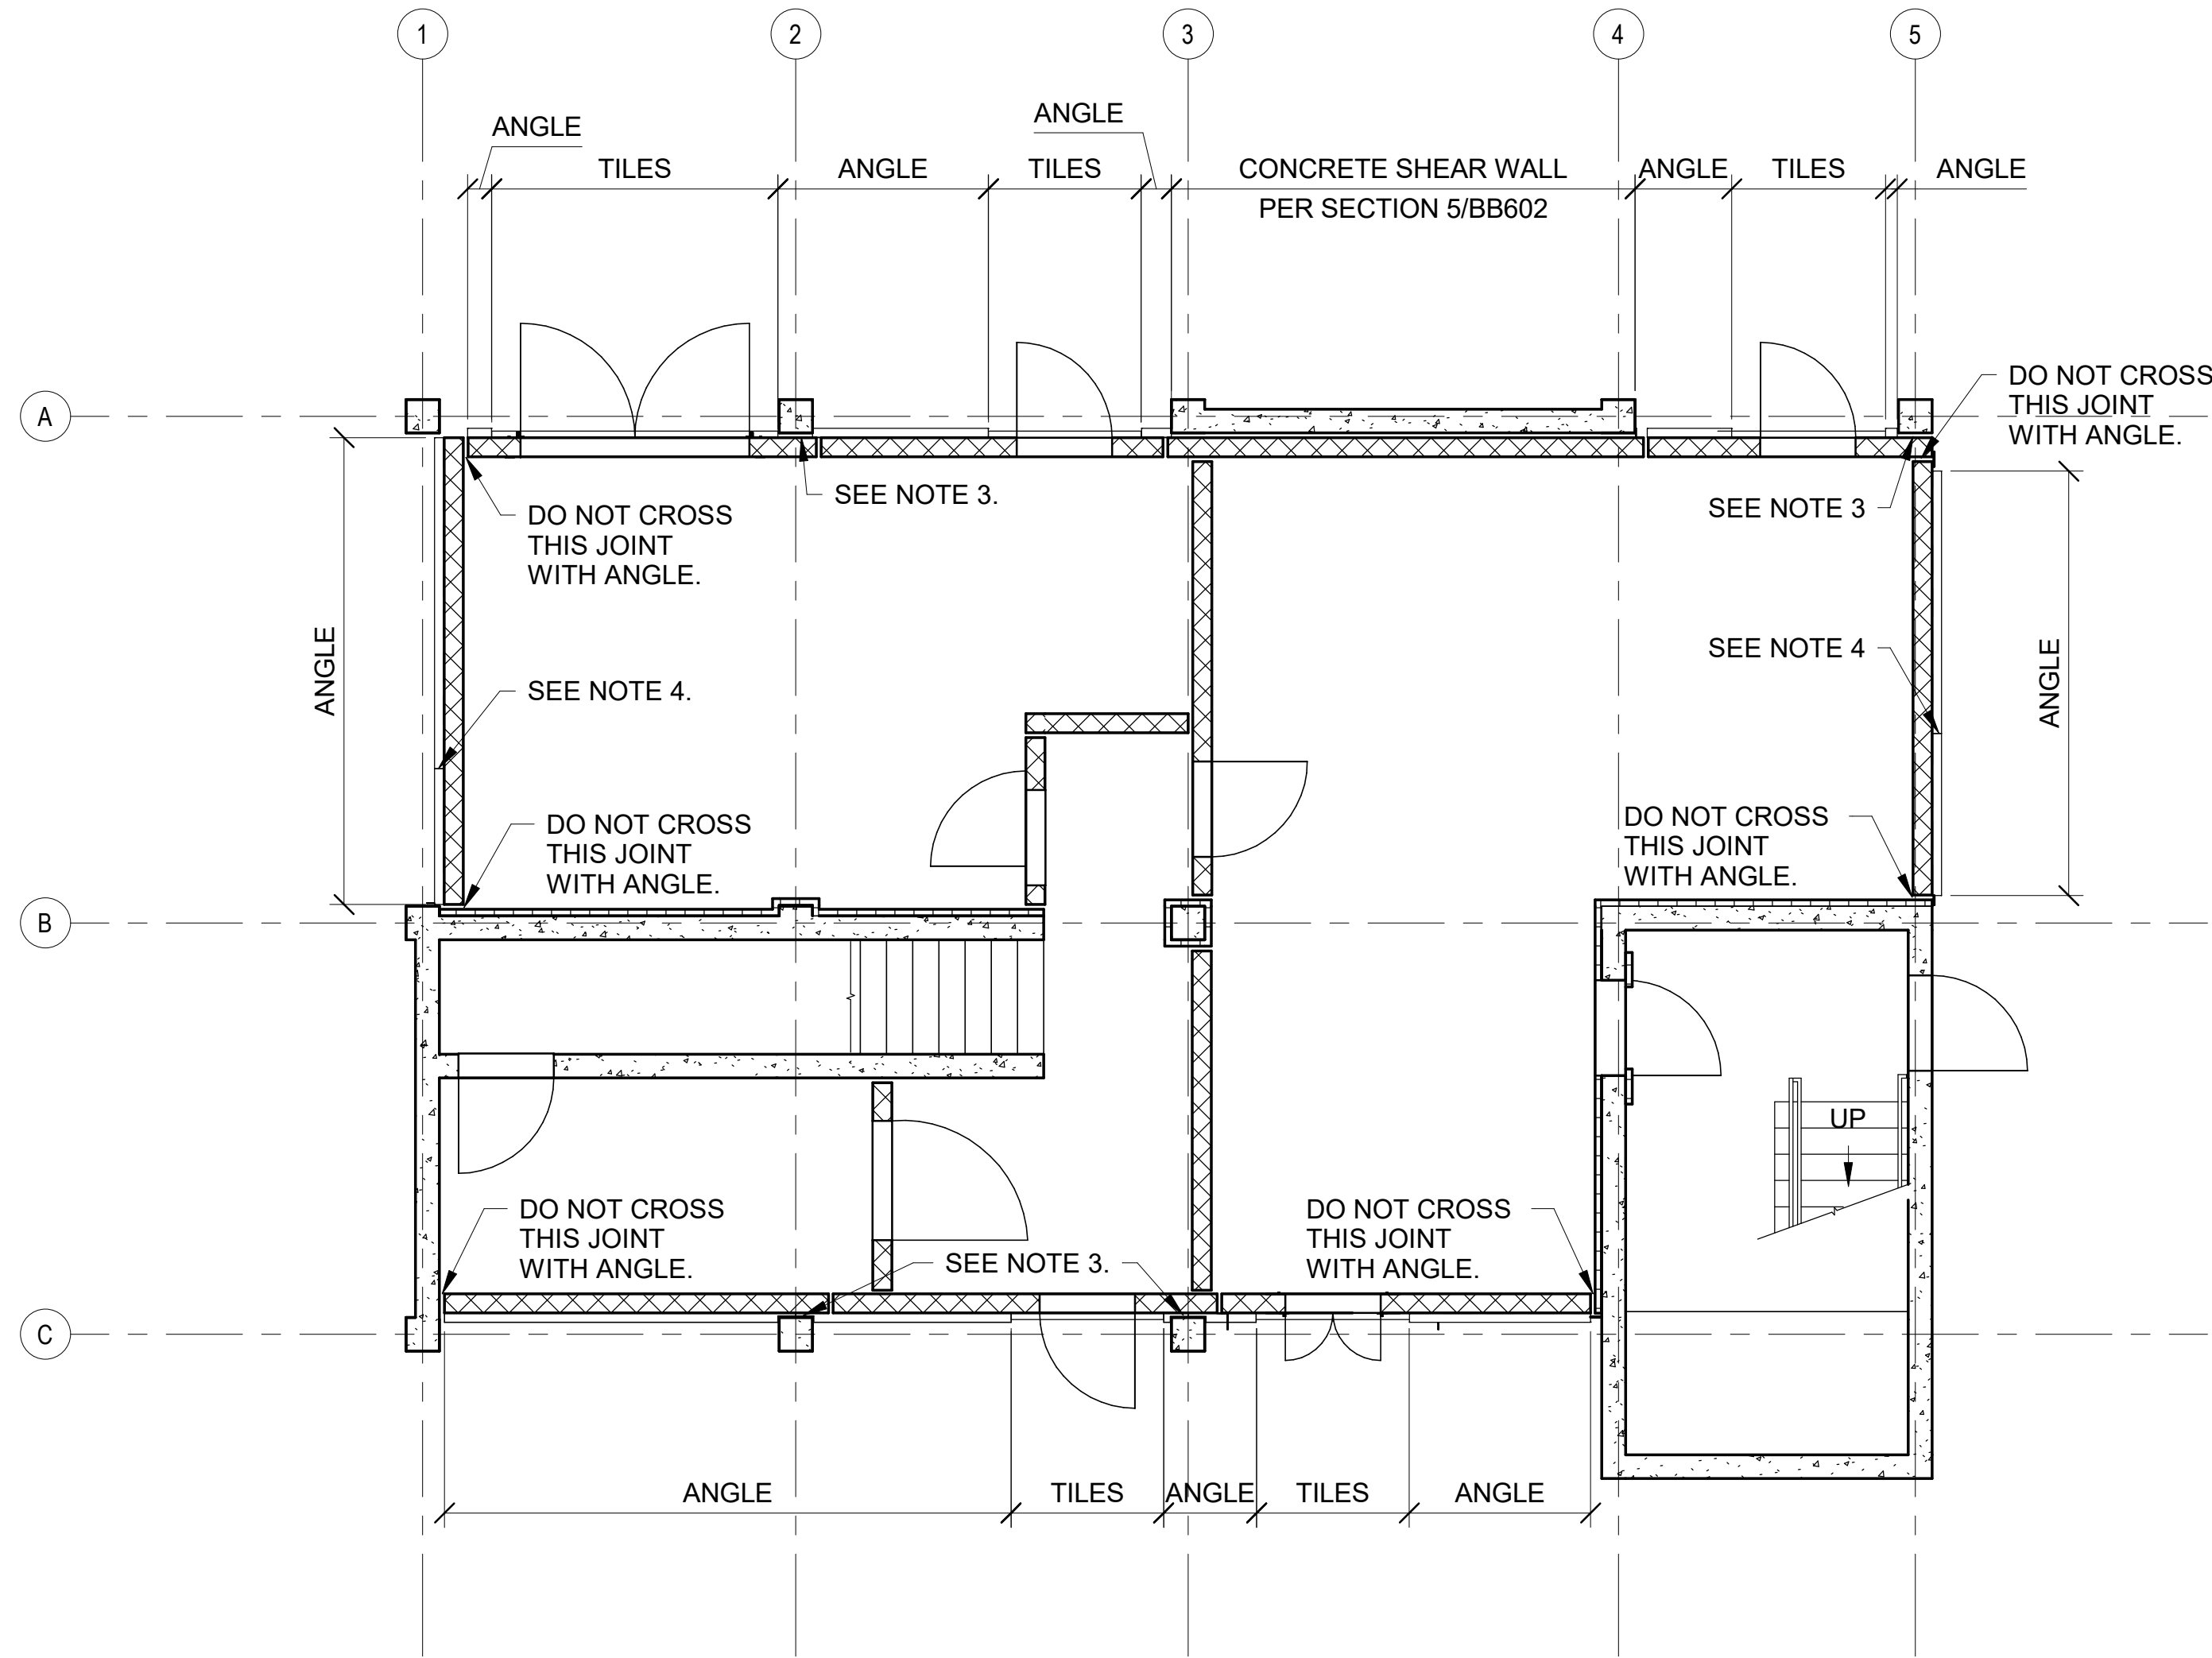 1
2
3
4
5
ANGLE
ANGLE
TILES
ANGLE
TILES
CONCRETE SHEAR WALL
PER SECTION 5/BB602
ANGLE
TILES
ANGLE
A
DO NOT CROSS
THIS JOINT
WITH ANGLE.
DO NOT CROSS
THIS JOINT
WITH ANGLE.
SEE NOTE 3.
SEE NOTE 3
ANGLE
SEE NOTE 4.
SEE NOTE 4
ANGLE
DO NOT CROSS
THIS JOINT
WITH ANGLE.
DO NOT CROSS
THIS JOINT
WITH ANGLE.
B
UP
DO NOT CROSS
THIS JOINT
WITH ANGLE.
SEE NOTE 3.
DO NOT CROSS
THIS JOINT
WITH ANGLE.
C
ANGLE
TILES
ANGLE
TILES
ANGLE